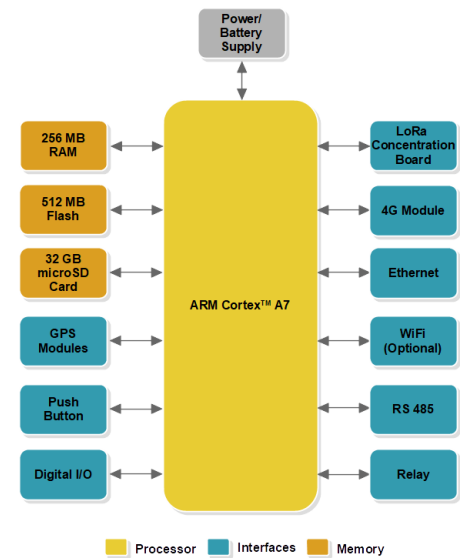 Power/
Battery
Supply
256 MB
RAM
512 MB
Flash
32 GB
microSD
Card
GPS
Modules
Push
Button
Digital I/O
ARM Cortex™ A7
LoRa
Concentration
Board
4G Module
Ethernet
WiFi
(Optional)
RS 485
Relay
Processor
Interfaces
Memory